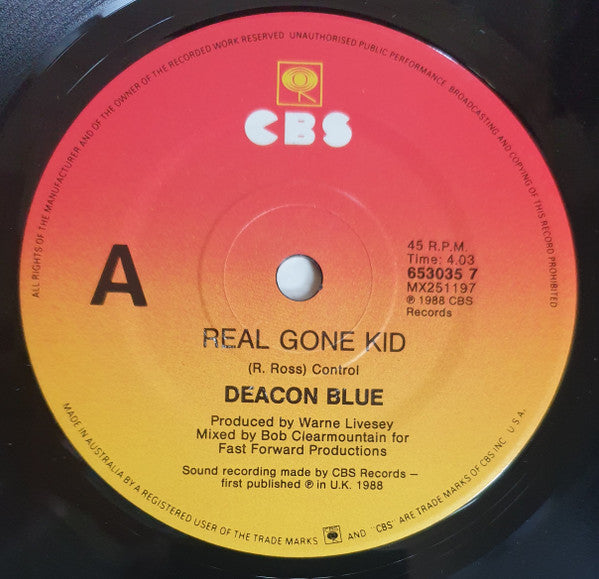 ALL RIGHTS OF THE MANUFACTURER AND OF THE OWNER OF THE RECORDED WORK RESERVED UNAUTHORISED PUBLIC PERFORMANCE, BROADCASTING AND COPYING OF THIS RECORD PROHIBITED
CBS
A
45 R.P.M.
Time: 4.03
653035 7
MX251197
℗ 1988 CBS
Records
REAL GONE KID
(R. Ross) Control
DEACON BLUE
Produced by Warne Livesey
Mixed by Bob Clearmountain for
Fast Forward Productions
Sound recording made by CBS Records –
first published ℗ in U.K. 1988
MADE IN AUSTRALIA BY A REGISTERED USER OF THE TRADE MARKS AND "CBS" ARE TRADE MARKS OF CBS INC. U.S.A.